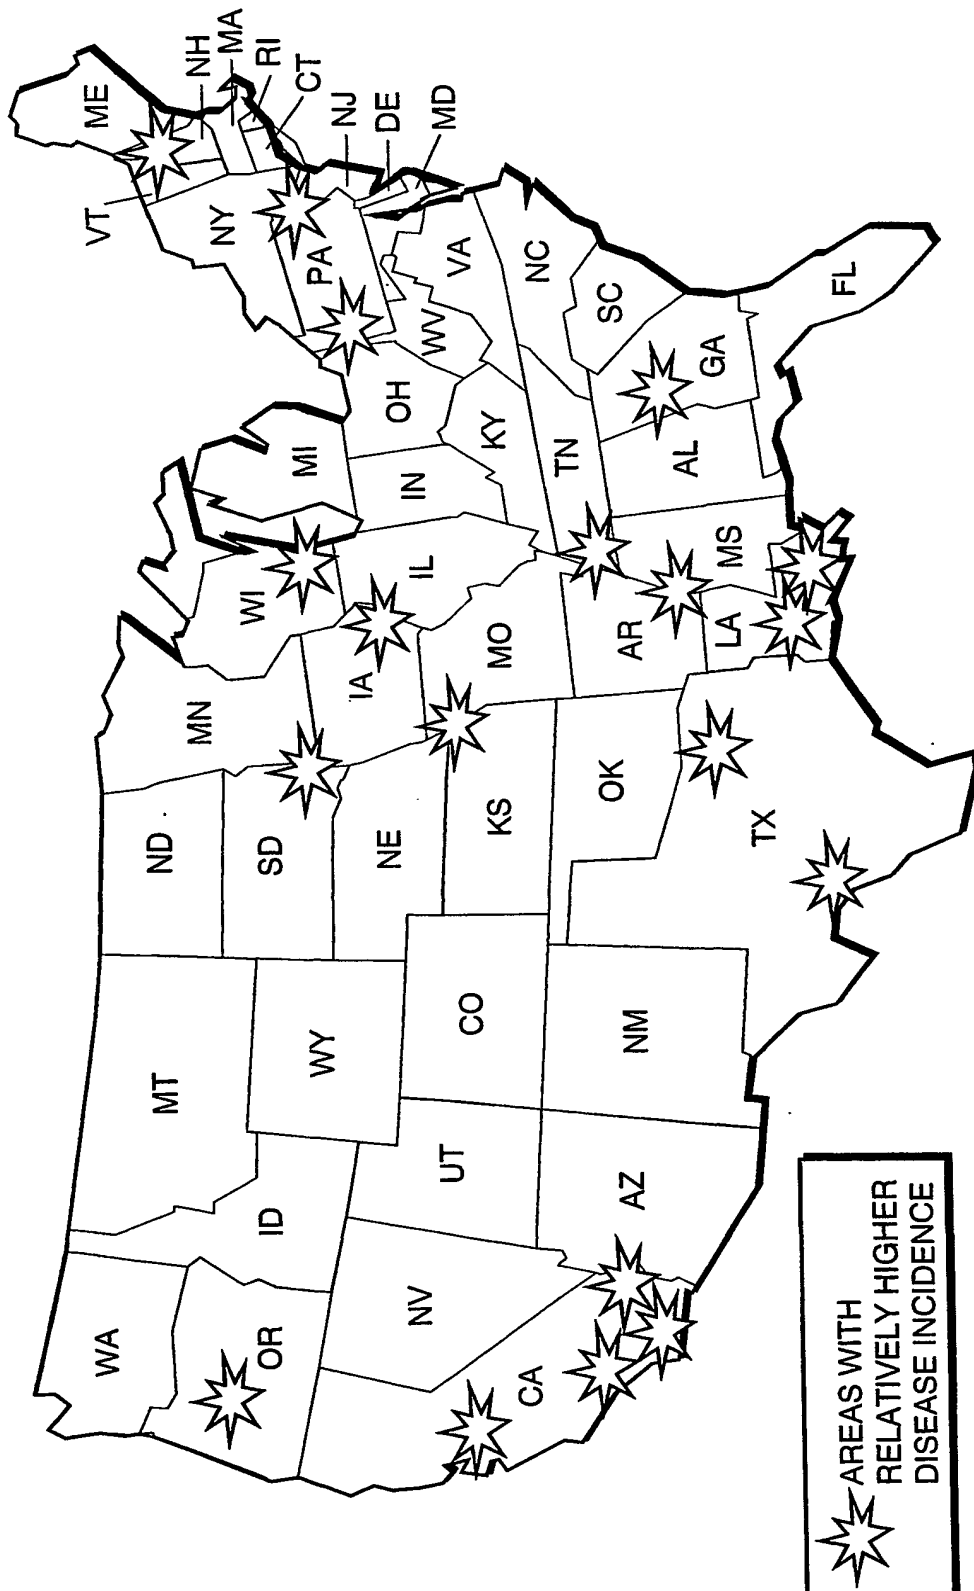 WA
OR
CA
ID
NV
MT
UT
AZ
WY
CO
NM
ND
SD
NE
KS
OK
TX
MN
IA
MO
AR
LA
WI
IL
MS
MI
IN
KY
TN
AL
OH
WV
VA
NC
SC
GA
FL
PA
NY
VT
ME
NH
MA
RI
CT
NJ
DE
MD
AREAS WITH
RELATIVELY HIGHER
DISEASE INCIDENCE